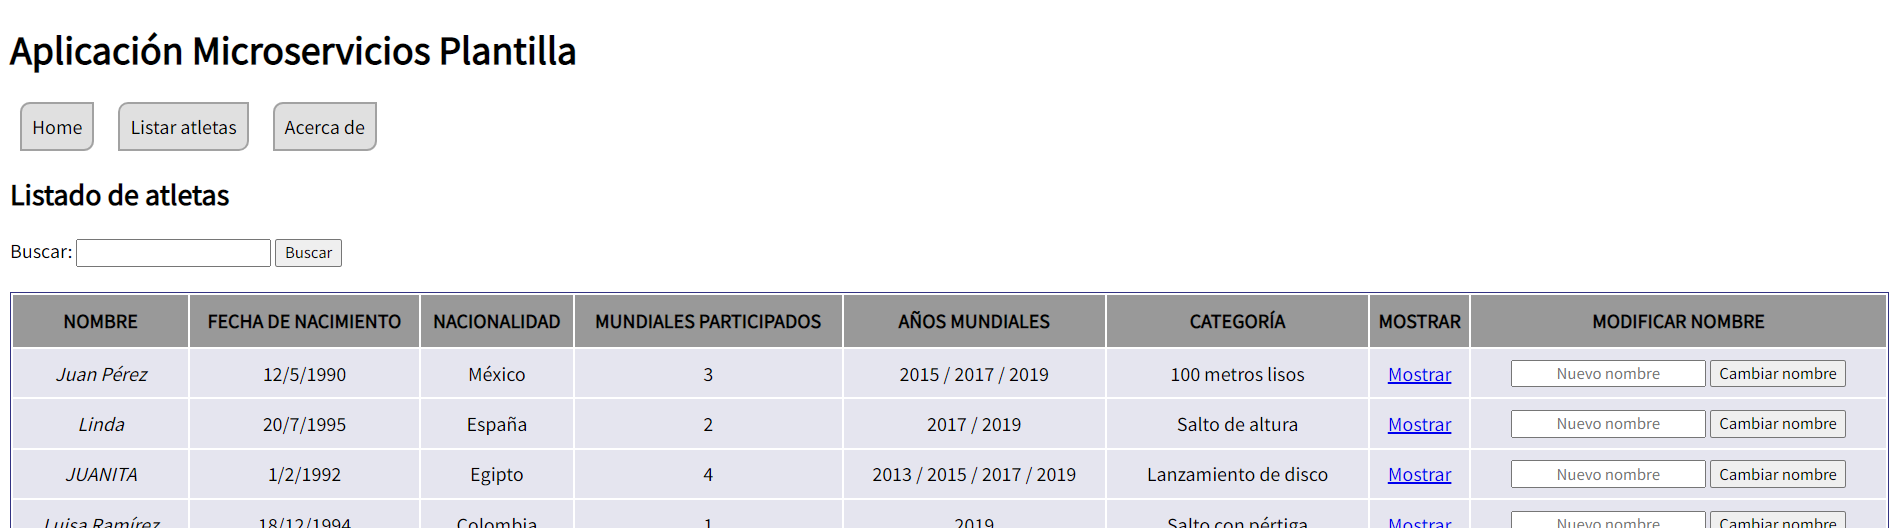 Aplicación Microservicios Plantilla
Home Listar atletas Acerca de
Listado de atletas
Buscar: Buscar
NOMBRE FECHA DE NACIMIENTO NACIONALIDAD MUNDIALES PARTICIPADOS AÑOS MUNDIALES CATEGORÍA MOSTRAR MODIFICAR NOMBRE
Juan Pérez 12/5/1990 México 3 2015 / 2017 / 2019 100 metros lisos Mostrar Nuevo nombre Cambiar nombre
Linda 20/7/1995 España 2 2017 / 2019 Salto de altura Mostrar Nuevo nombre Cambiar nombre
JUANITA 1/2/1992 Egipto 4 2013 / 2015 / 2017 / 2019 Lanzamiento de disco Mostrar Nuevo nombre Cambiar nombre
Luisa Ramírez 18/12/1994 Colombia 1 2019 Salto con pértiga Mostrar Nuevo nombre Cambiar nombre